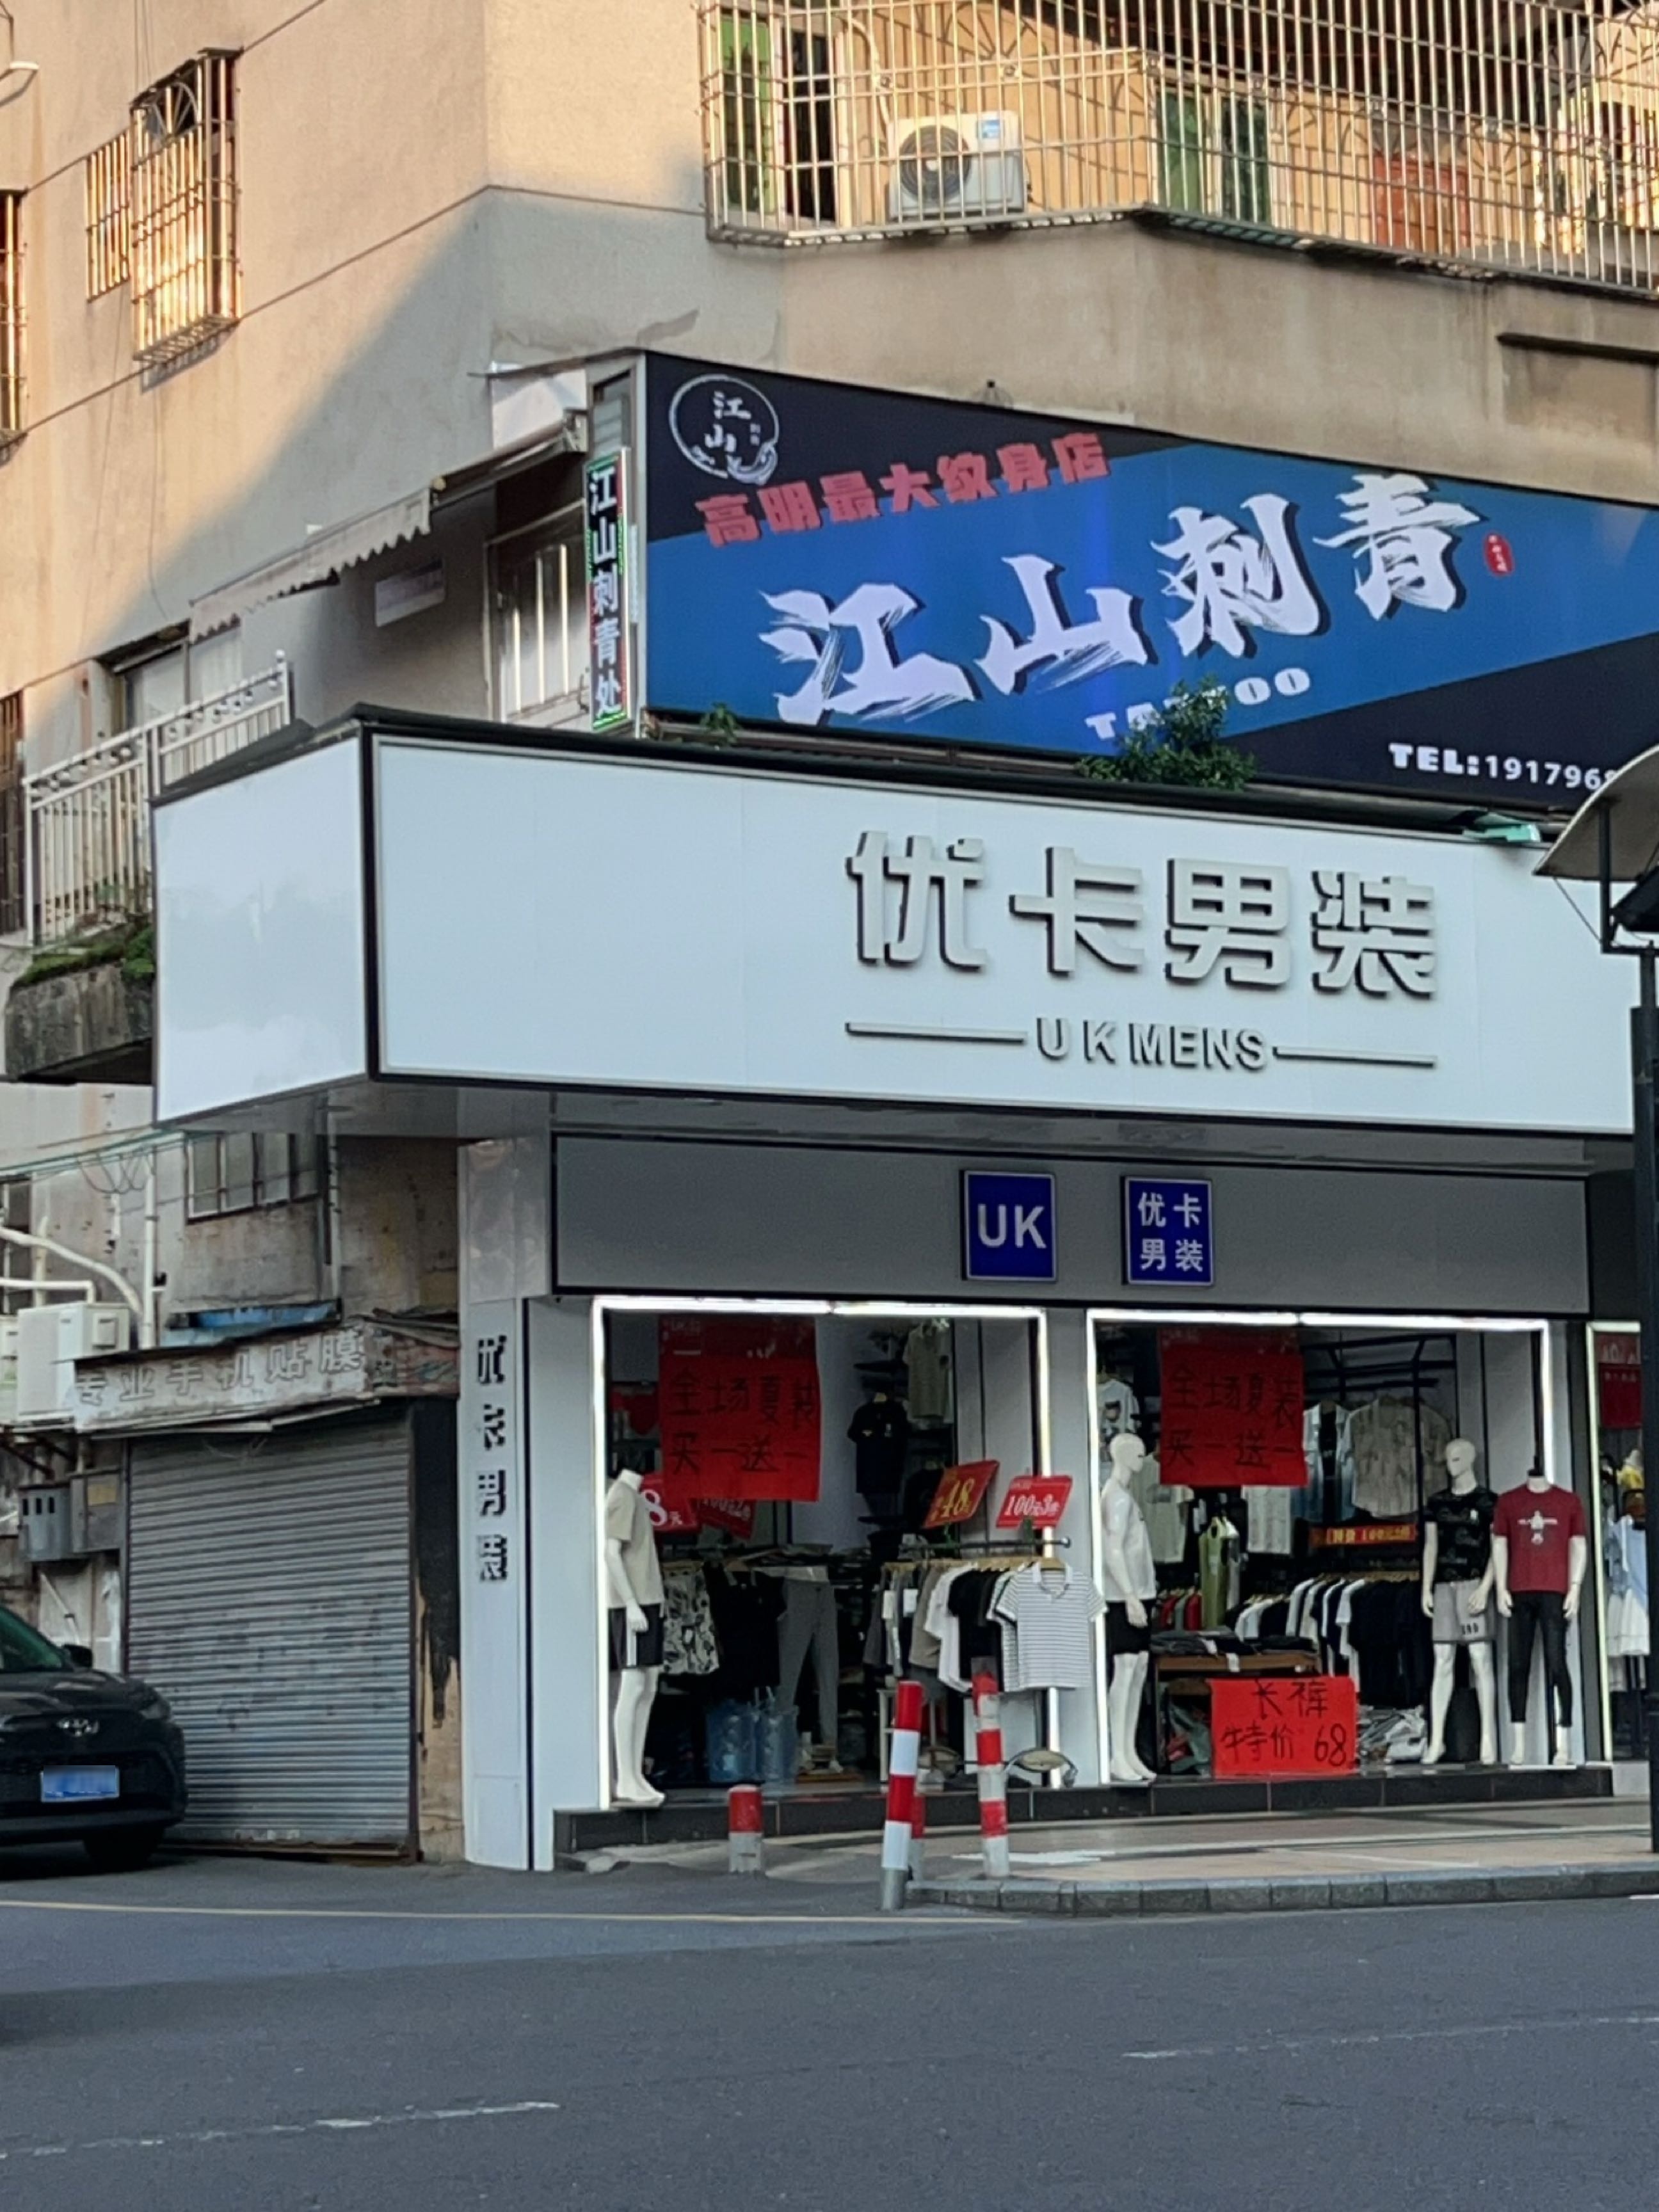 江山
高明最大纹身店
江山刺青
TEL:1917968
江山刺青处
优卡男装
UK MENS
UK
优卡
男装
专业手机贴膜
优卡男装
全场夏装
买一送一
全场夏装
买一送一
48
100元3件
长裤
特价 68